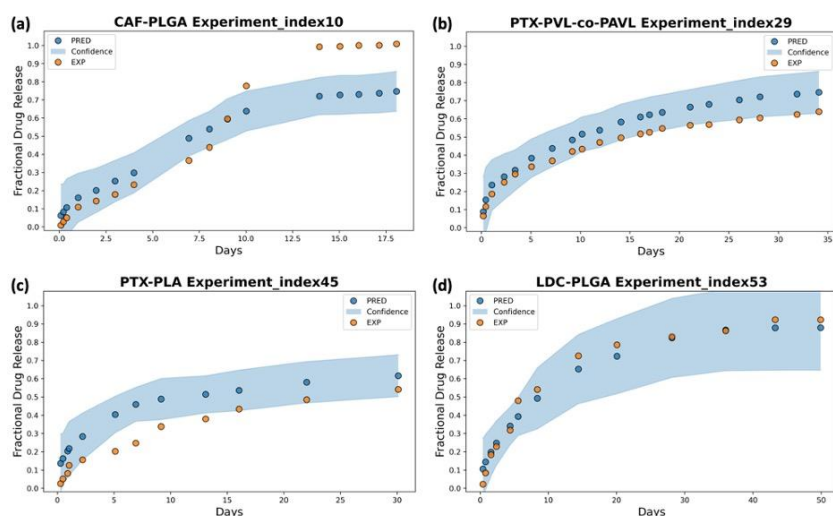 (a) CAF-PLGA Experiment_index10
PRED
Confidence
EXP
Fractional Drug Release
1.0
0.9
0.8
0.7
0.6
0.5
0.4
0.3
0.2
0.1
0.0
0.0 2.5 5.0 7.5 10.0 12.5 15.0 17.5
Days
(b) PTX-PVL-co-PAVL Experiment_index29
PRED
Confidence
EXP
Fractional Drug Release
1.0
0.9
0.8
0.7
0.6
0.5
0.4
0.3
0.2
0.1
0.0
0 5 10 15 20 25 30 35
Days
(c) PTX-PLA Experiment_index45
PRED
Confidence
EXP
Fractional Drug Release
1.0
0.9
0.8
0.7
0.6
0.5
0.4
0.3
0.2
0.1
0.0
0 5 10 15 20 25 30
Days
(d) LDC-PLGA Experiment_index53
PRED
Confidence
EXP
Fractional Drug Release
1.0
0.9
0.8
0.7
0.6
0.5
0.4
0.3
0.2
0.1
0.0
0 10 20 30 40 50
Days